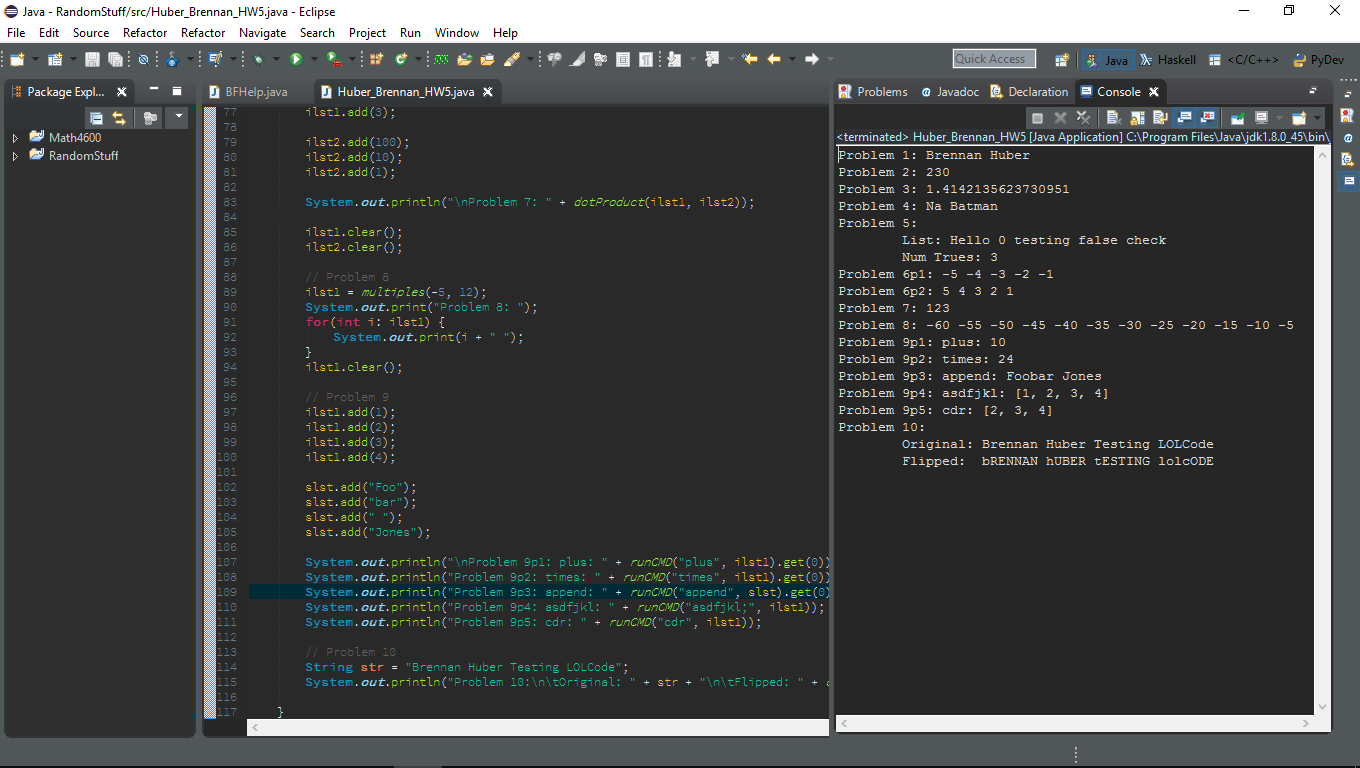 Java - RandomStuff/src/Huber_Brennan_HW5.java - Eclipse
File Edit Source Refactor Refactor Navigate Search Project Run Window Help
Quick Access Java Haskell <C/C++> PyDev
Package Expl...
Math4600
RandomStuff
BFHelp.java Huber_Brennan_HW5.java
77 ilst1.add(3);
78
79 ilst2.add(100);
80 ilst2.add(10);
81 ilst2.add(1);
82
83 System.out.println("\nProblem 7: " + dotProduct(ilst1, ilst2));
84
85 ilst1.clear();
86 ilst2.clear();
87
88 // Problem 8
89 ilst1 = multiples(-5, 12);
90 System.out.print("Problem 8: ");
91 for(int i: ilst1) {
92 System.out.print(i + " ");
93 }
94 ilst1.clear();
95
96 // Problem 9
97 ilst1.add(1);
98 ilst1.add(2);
99 ilst1.add(3);
100 ilst1.add(4);
101
102 slst.add("Foo");
103 slst.add("bar");
104 slst.add(" ");
105 slst.add("Jones");
106
107 System.out.println("\nProblem 9p1: plus: " + runCMD("plus", ilst1).get(0))
108 System.out.println("Problem 9p2: times: " + runCMD("times", ilst1).get(0))
109 System.out.println("Problem 9p3: append: " + runCMD("append", slst).get(0)
110 System.out.println("Problem 9p4: asdfjkl: " + runCMD("asdfjkl;", ilst1));
111 System.out.println("Problem 9p5: cdr: " + runCMD("cdr", ilst1));
112
113 // Problem 10
114 String str = "Brennan Huber Testing LOLCode";
115 System.out.println("Problem 10:\n\tOriginal: " + str + "\n\tFlipped: " +
116
117 }
Problems Javadoc Declaration Console
<terminated> Huber_Brennan_HW5 [Java Application] C:\Program Files\Java\jdk1.8.0_45\bin\
Problem 1: Brennan Huber
Problem 2: 230
Problem 3: 1.4142135623730951
Problem 4: Na Batman
Problem 5:
List: Hello 0 testing false check
Num Trues: 3
Problem 6p1: -5 -4 -3 -2 -1
Problem 6p2: 5 4 3 2 1
Problem 7: 123
Problem 8: -60 -55 -50 -45 -40 -35 -30 -25 -20 -15 -10 -5
Problem 9p1: plus: 10
Problem 9p2: times: 24
Problem 9p3: append: Foobar Jones
Problem 9p4: asdfjkl: [1, 2, 3, 4]
Problem 9p5: cdr: [2, 3, 4]
Problem 10:
Original: Brennan Huber Testing LOLCode
Flipped: bRENNAN hUBER tESTING lolcODE